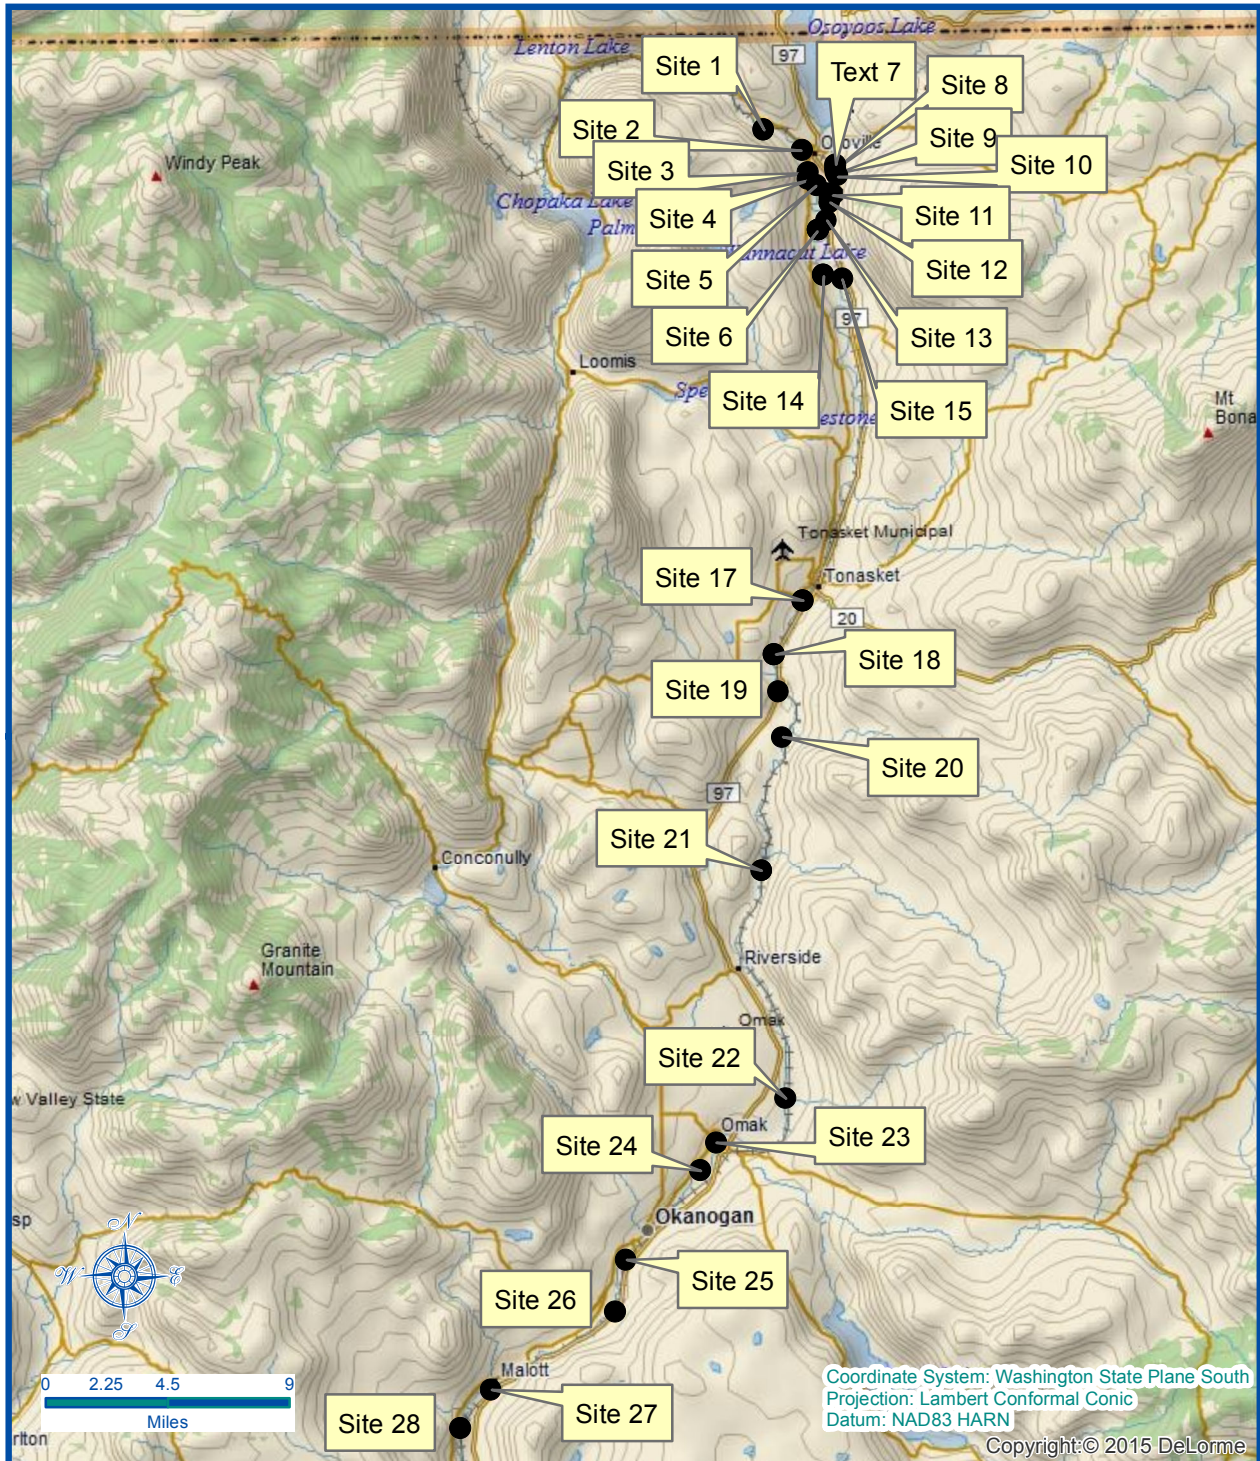 Osoyoos Lake
Lenton Lake
97
Site 1
Text 7
Site 8
Site 2
Site 9
Site 3
Site 10
Windy Peak
Chopaka Lake
Site 4
Site 11
Site 5
Site 12
Site 6
Site 13
97
Loomis
Site 14
Site 15
Mt
Bona
Tonasket Municipal
Site 17
Tonasket
20
Site 18
Site 19
Site 20
97
Site 21
Conconully
Granite
Mountain
Riverside
Omak
Site 22
w Valley State
Omak
Site 23
Site 24
sp
Okanogan
N
W E
S
Site 25
Site 26
Malott
0 2.25 4.5 9
Miles
Site 27
Site 28
rlton
Coordinate System: Washington State Plane South
Projection: Lambert Conformal Conic
Datum: NAD83 HARN
Copyright:© 2015 DeLorme